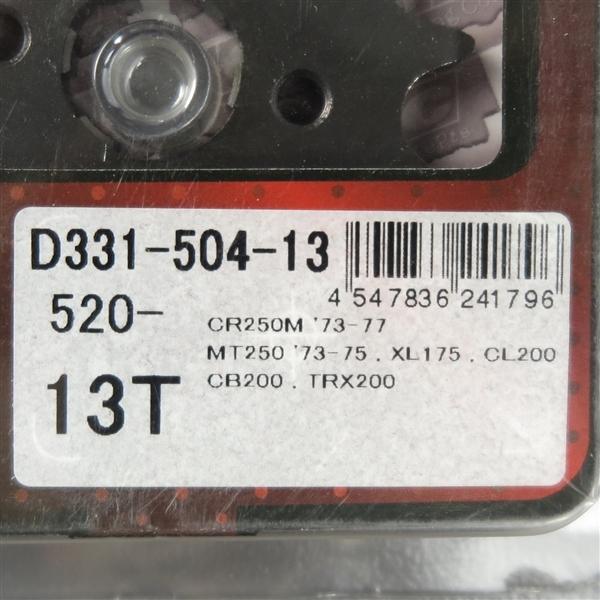 D331-504-13
4 547836 241796
520-
13T
CR250M '73-77
MT250 '73-75 . XL175 . CL200
CB200 . TRX200